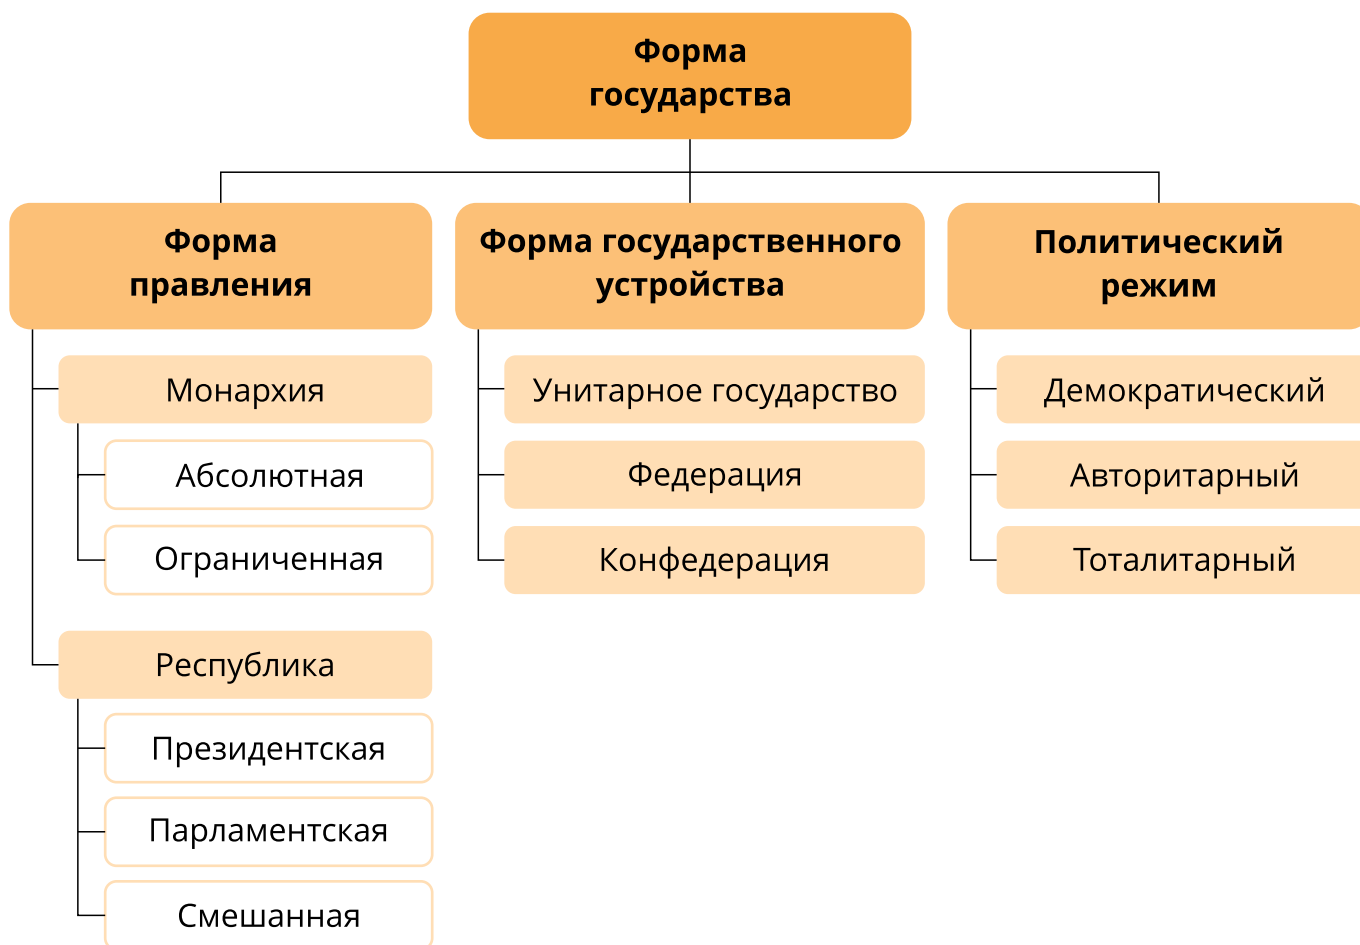 Форма
государства
Форма
правления
Монархия
Абсолютная
Ограниченная
Республика
Президентская
Парламентская
Смешанная
Форма государственного
устройства
Унитарное государство
Федерация
Конфедерация
Политический
режим
Демократический
Авторитарный
Тоталитарный